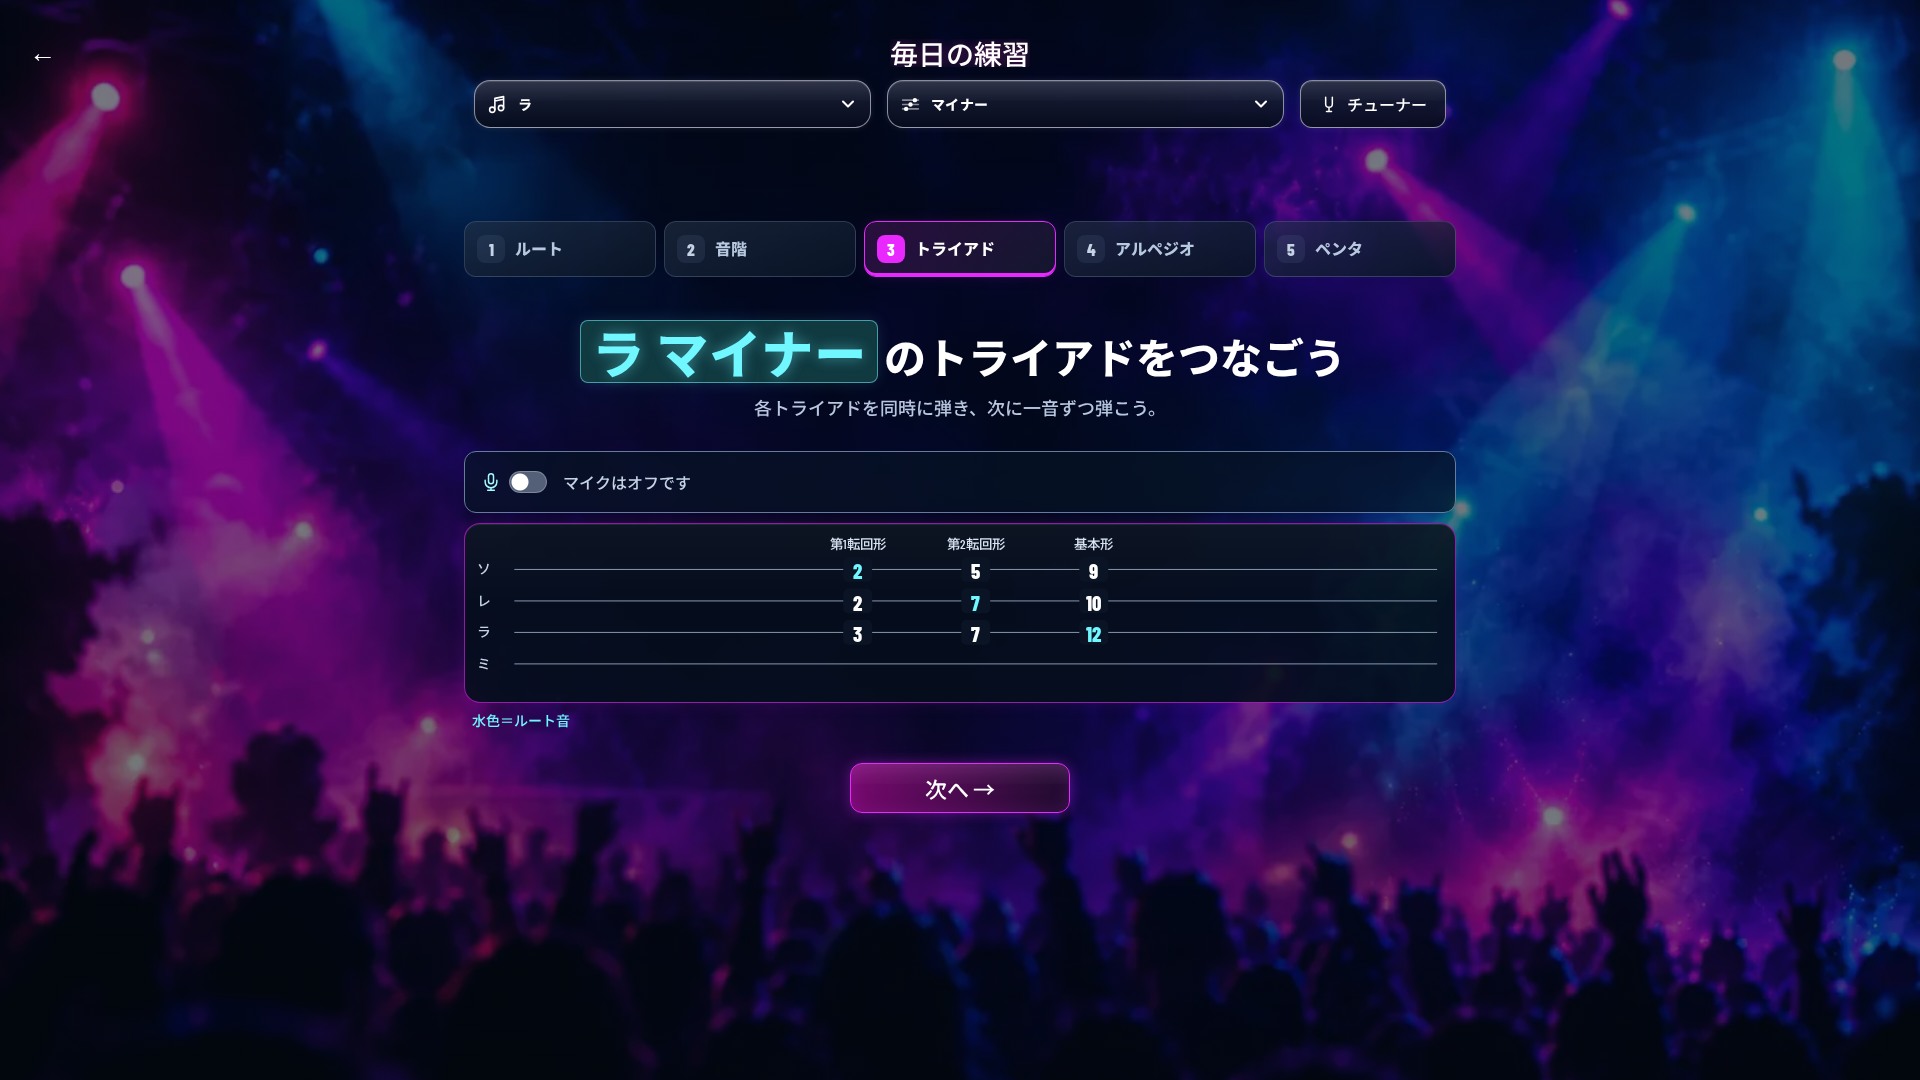 ←
毎日の練習
ラ
マイナー
チューナー
1 ルート
2 音階
3 トライアド
4 アルペジオ
5 ペンタ
ラ マイナー のトライアドをつなごう
各トライアドを同時に弾き、次に一音ずつ弾こう。
マイクはオフです
第1転回形 第2転回形 基本形
ソ 2 5 9
レ 2 7 10
ラ 3 7 12
ミ
水色＝ルート音
次へ →